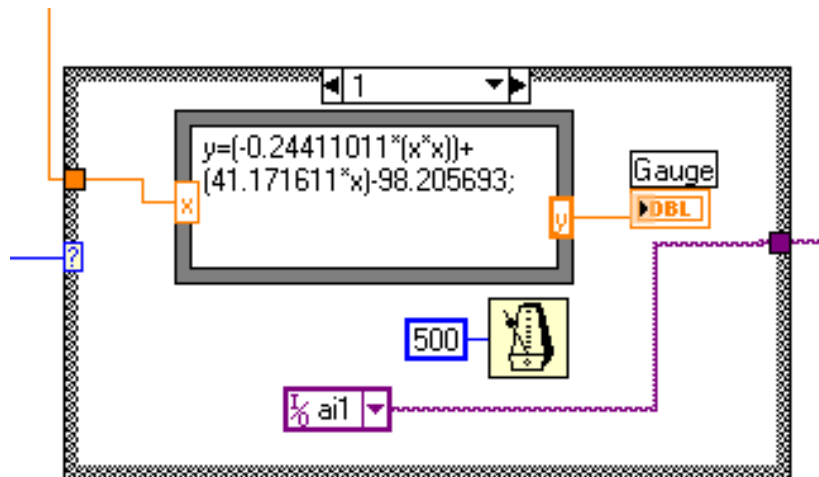 1
y=(-0.24411011*(x*x))+
(41.171611*x)-98.205693;
x
y
Gauge
DBL
?
500
I/O ai1